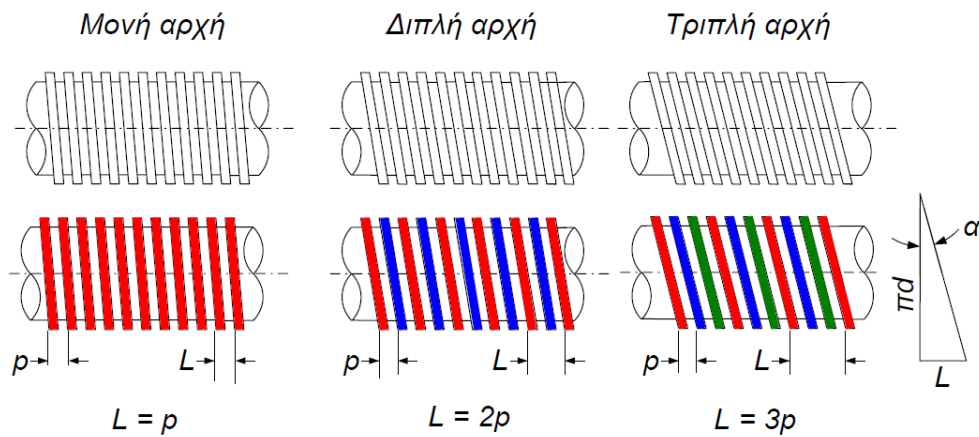 Μονή αρχή
Διπλή αρχή
Τριπλή αρχή
p
L
p
L
p
L
πd
α
L
L = p
L = 2p
L = 3p